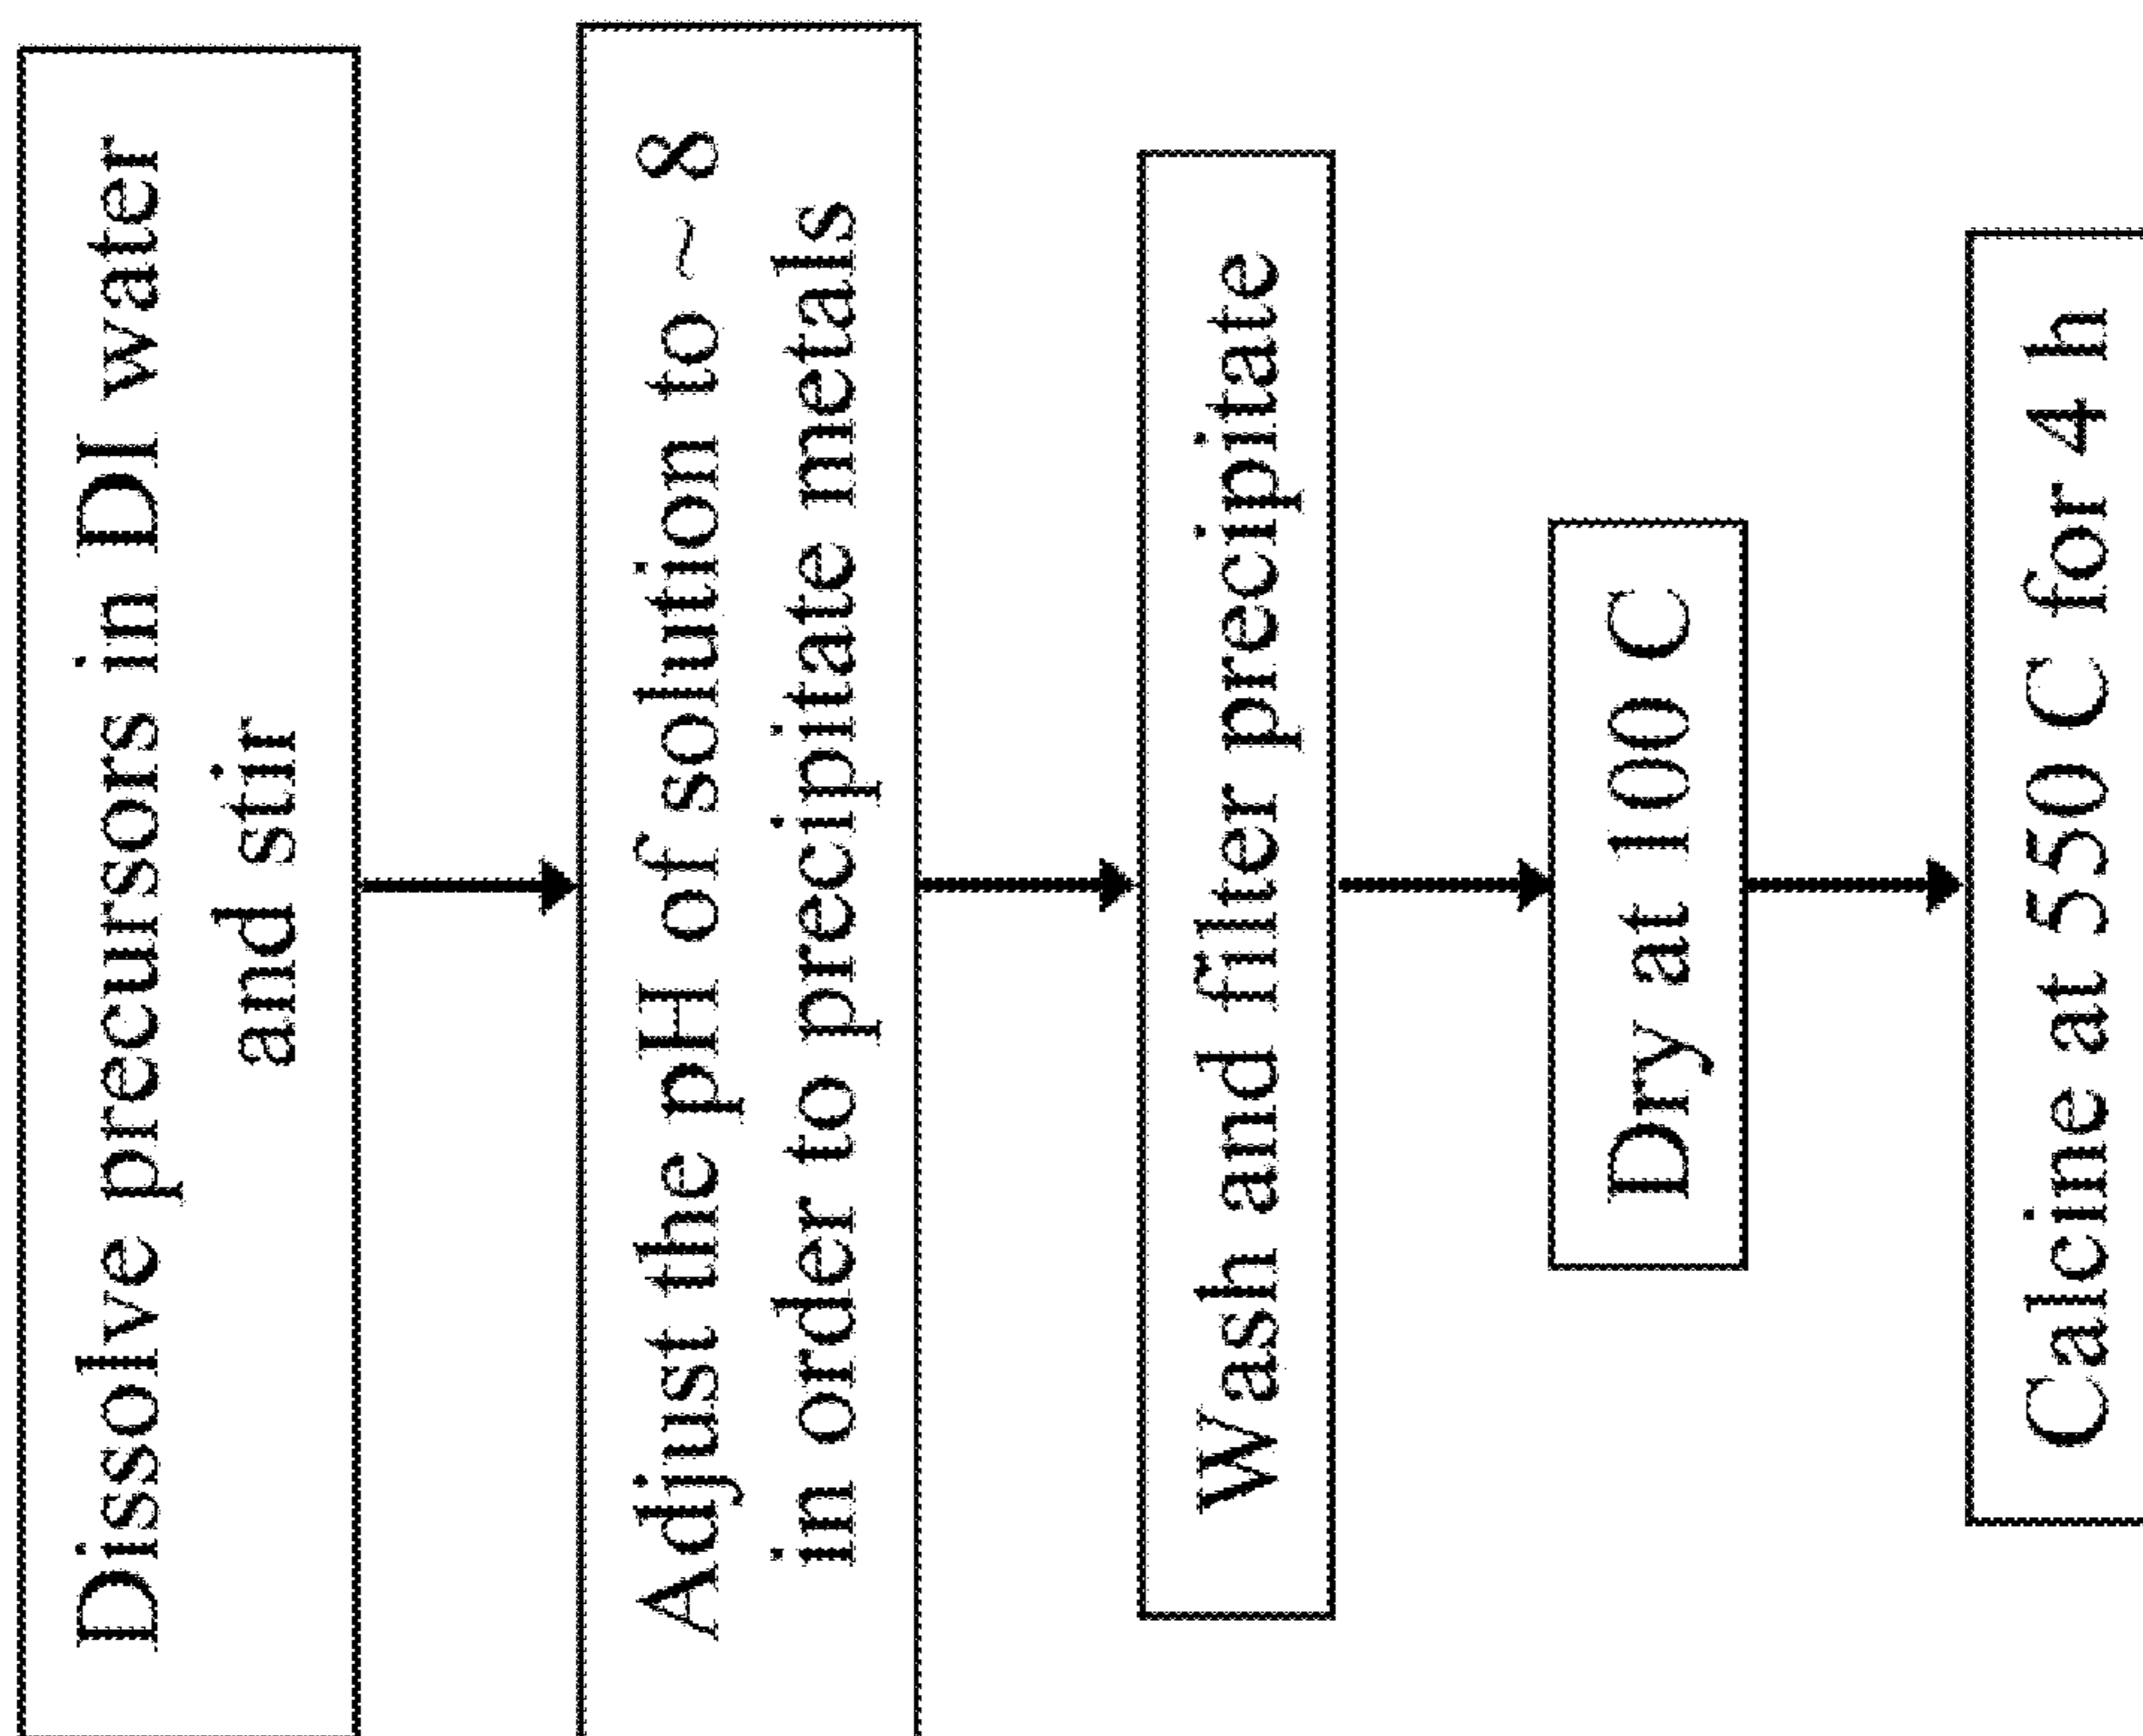 Dissolve precursors in DI water
and stir
Adjust the pH of solution to ~ 8
in order to precipitate metals
Wash and filter precipitate
Dry at 100 C
Calcine at 550 C for 4 h